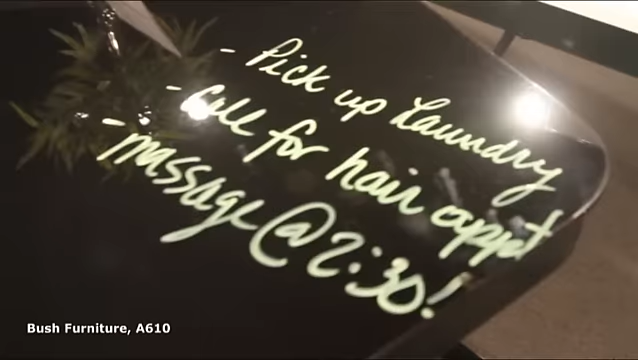 - Pick up Laundry
- Call for hair appt
- massage @ 2:30!
Bush Furniture, A610